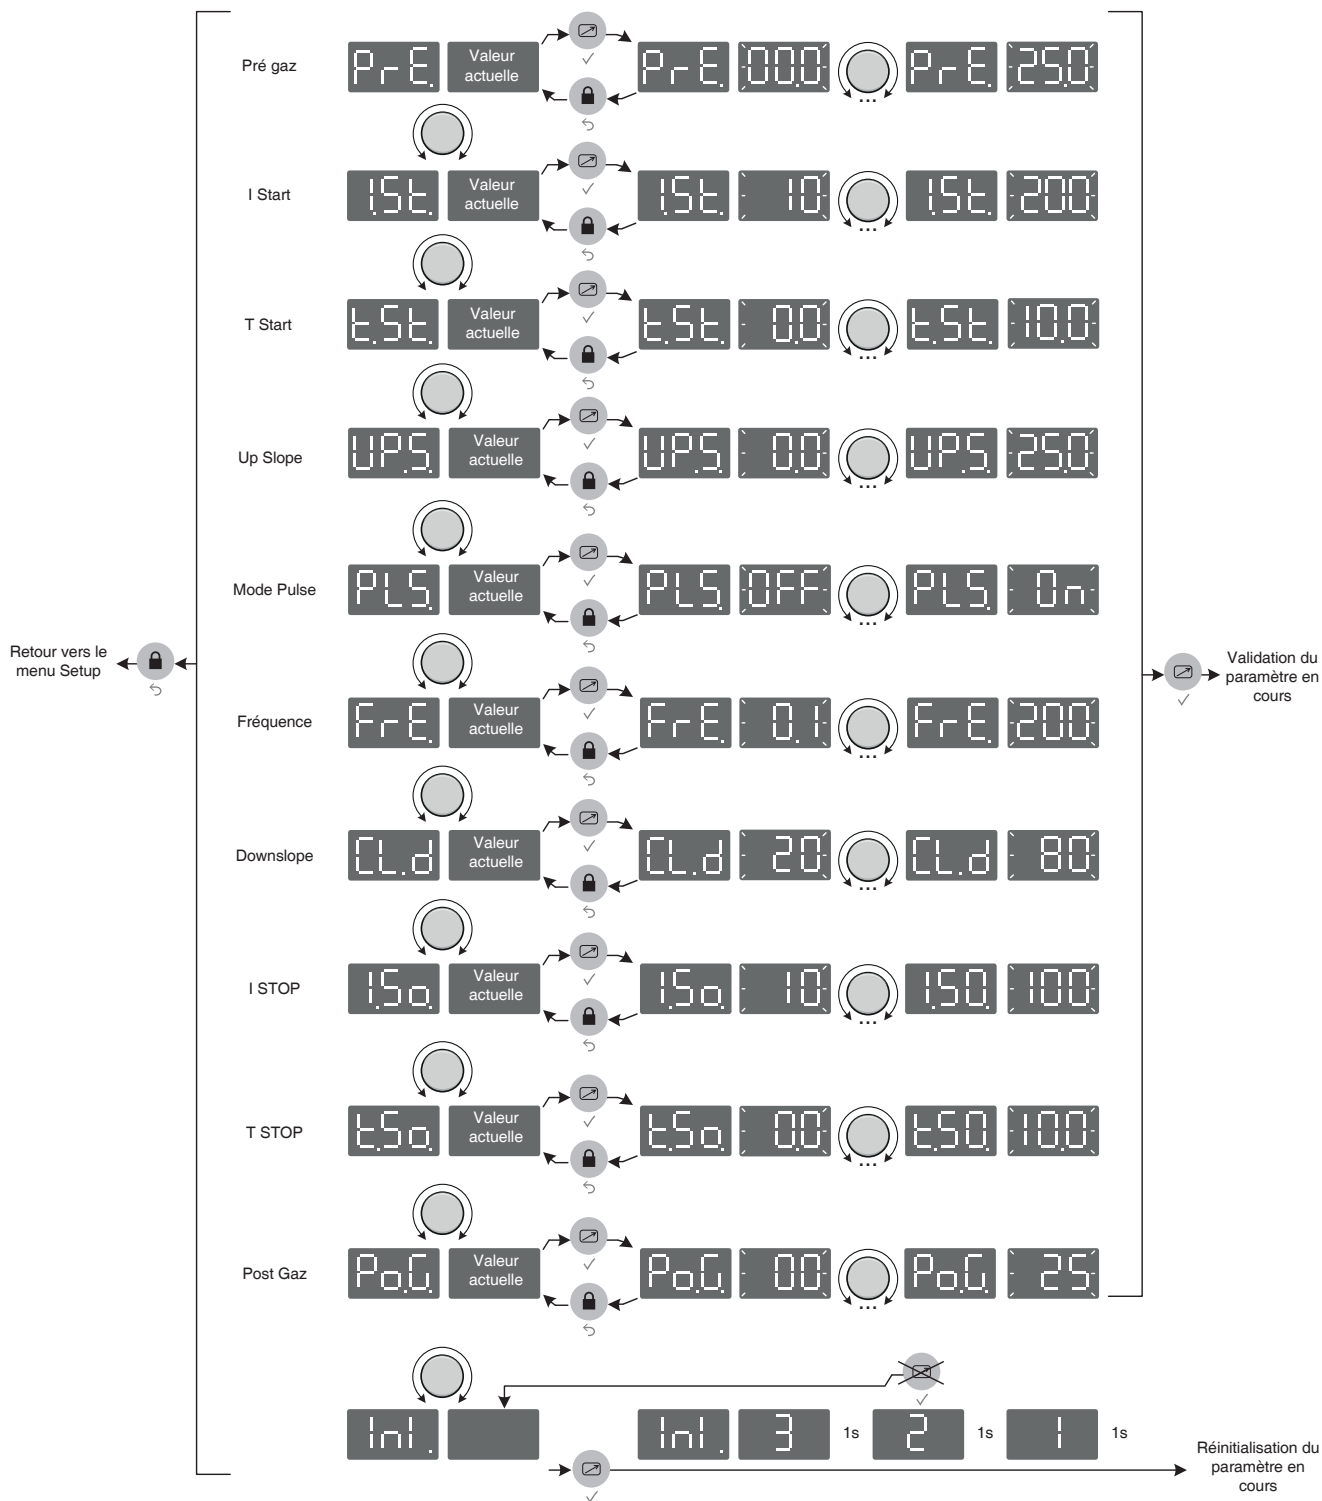 Pré gaz PrE. Valeur actuelle PrE. 00.0 ... PrE. 25.0
I Start I.St. Valeur actuelle I.St. 10 ... I.St. 200
T Start t.St. Valeur actuelle t.St. 0.0 ... t.St. 10.0
Up Slope UP.S. Valeur actuelle UP.S. 0.0 ... UP.S. 25.0
Mode Pulse PLS. Valeur actuelle PLS. OFF ... PLS. On
Retour vers le menu Setup
Validation du paramètre en cours
Fréquence FrE. Valeur actuelle FrE. 0.1 ... FrE. 200
Downslope CL.d Valeur actuelle CL.d 20 ... CL.d 80
I STOP I.So. Valeur actuelle I.So. 10 ... I.SO. 100
T STOP t.So. Valeur actuelle t.So. 0.0 ... t.SO. 10.0
Post Gaz Po.G. Valeur actuelle Po.G. 00 ... Po.G. 25
InI. InI. 3 1s 2 1s 1 1s
Réinitialisation du paramètre en cours